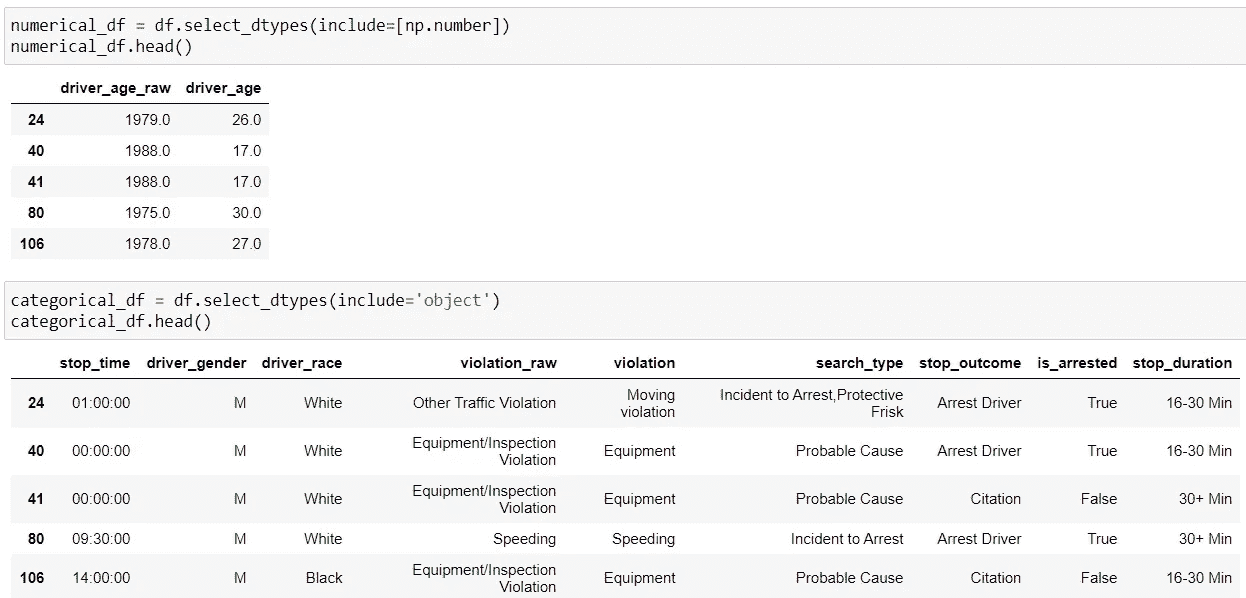 numerical_df = df.select_dtypes(include=[np.number])
numerical_df.head()
driver_age_raw driver_age
24 1979.0 26.0
40 1988.0 17.0
41 1988.0 17.0
80 1975.0 30.0
106 1978.0 27.0
categorical_df = df.select_dtypes(include='object')
categorical_df.head()
stop_time driver_gender driver_race violation_raw violation search_type stop_outcome is_arrested stop_duration
24 01:00:00 M White Other Traffic Violation Moving violation Incident to Arrest,Protective Frisk Arrest Driver True 16-30 Min
40 00:00:00 M White Equipment/Inspection Violation Equipment Probable Cause Arrest Driver True 16-30 Min
41 00:00:00 M White Equipment/Inspection Violation Equipment Probable Cause Citation False 30+ Min
80 09:30:00 M White Speeding Speeding Incident to Arrest Arrest Driver True 30+ Min
106 14:00:00 M Black Equipment/Inspection Violation Equipment Probable Cause Citation False 16-30 Min